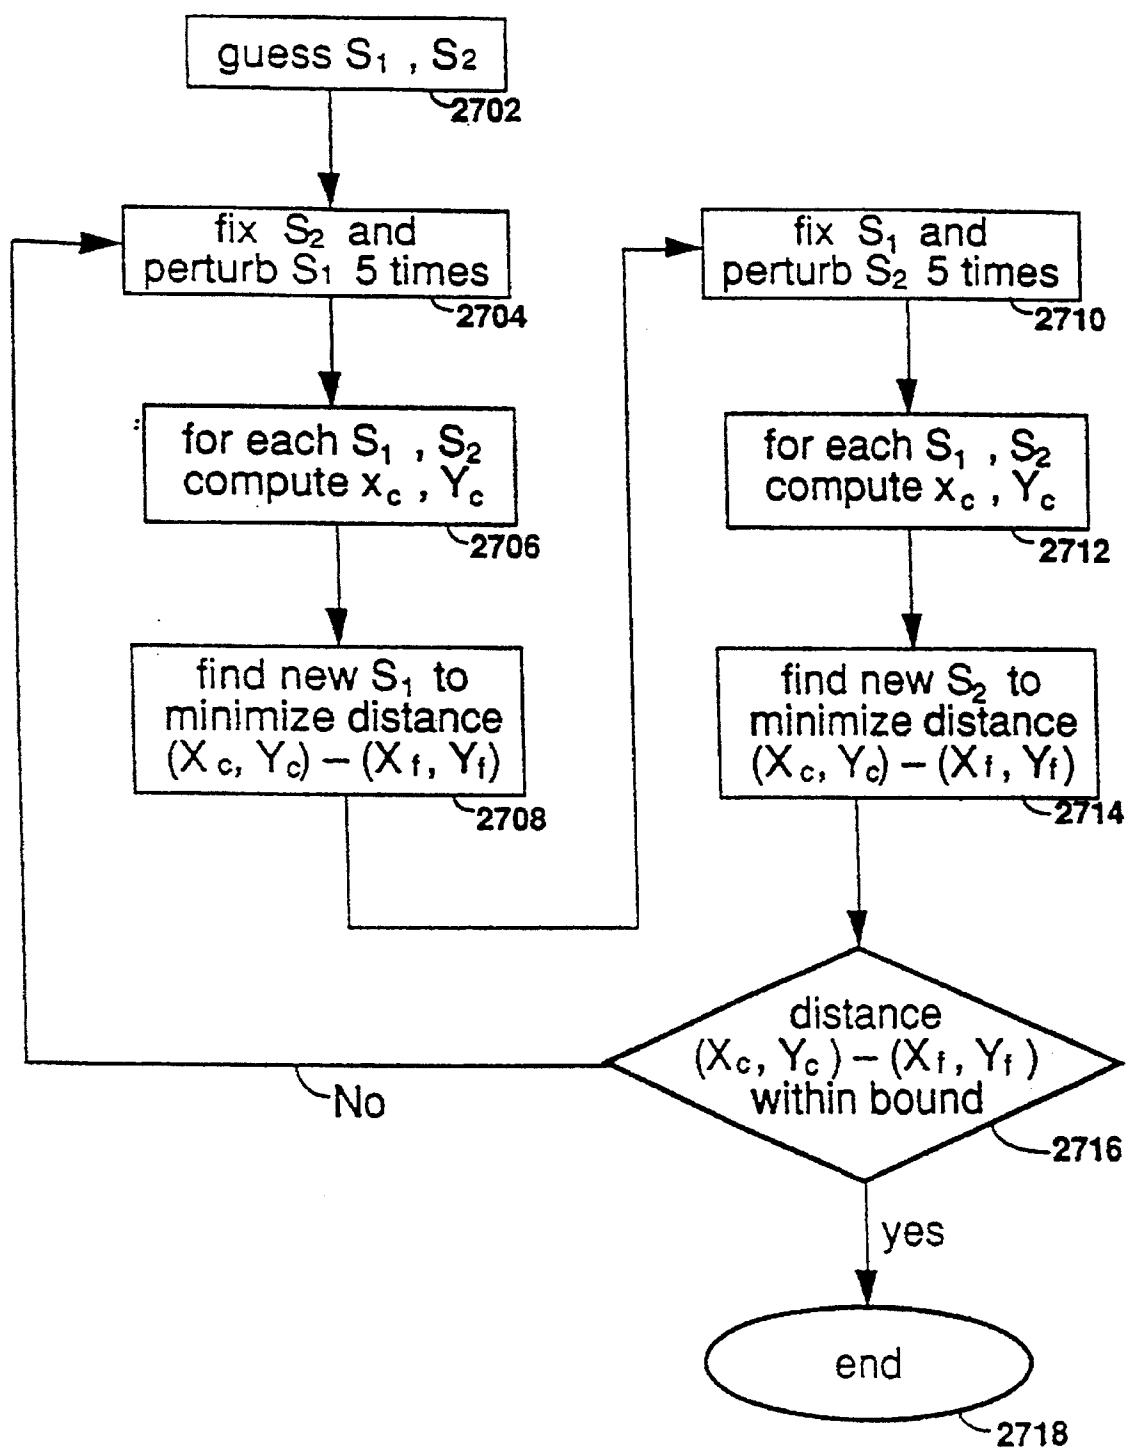 guess S1 , S2
2702
fix S2 and
perturb S1 5 times
2704
for each S1 , S2
compute xc , Yc
2706
find new S1 to
minimize distance
(Xc, Yc) – (Xf, Yf)
2708
fix S1 and
perturb S2 5 times
2710
for each S1 , S2
compute xc , Yc
2712
find new S2 to
minimize distance
(Xc, Yc) – (Xf, Yf)
2714
distance
(Xc, Yc) – (Xf, Yf)
within bound
2716
No
yes
end
2718